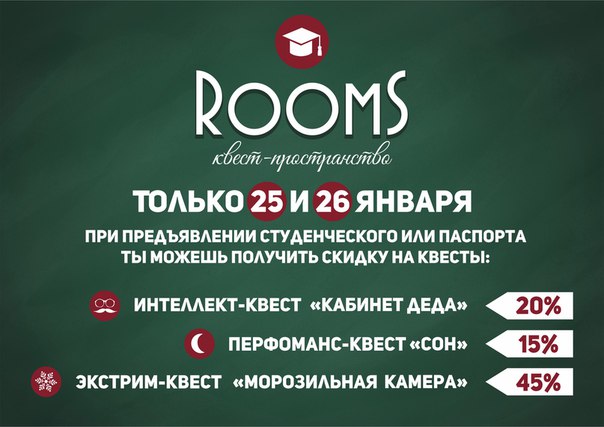 ROOMS
квест-пространство
ТОЛЬКО 25 И 26 ЯНВАРЯ
ПРИ ПРЕДЪЯВЛЕНИИ СТУДЕНЧЕСКОГО ИЛИ ПАСПОРТА
ТЫ МОЖЕШЬ ПОЛУЧИТЬ СКИДКУ НА КВЕСТЫ:
ИНТЕЛЛЕКТ-КВЕСТ «КАБИНЕТ ДЕДА» 20%
ПЕРФОМАНС-КВЕСТ «СОН» 15%
ЭКСТРИМ-КВЕСТ «МОРОЗИЛЬНАЯ КАМЕРА» 45%